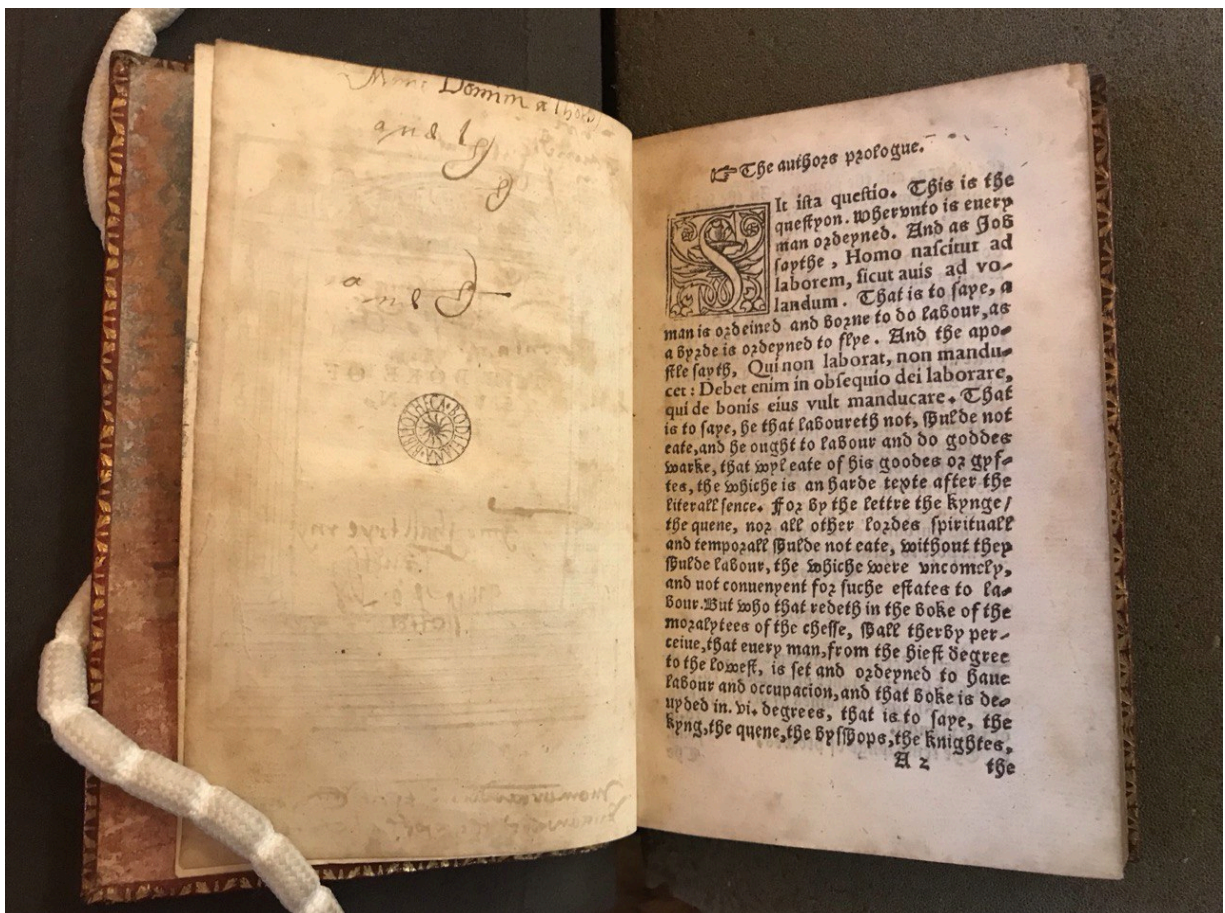 and
and a
BIBLIOTHECA·BODLEIANA
☞The authors prologue.
SIt ista questio. This is the
questyon. wherunto is euery
man ordeyned. And as Job
saythe, Homo nascitur ad
laborem, sicut auis ad vo-
landum. That is to saye, a
man is ordeined and borne to do labour, as
a byrde is ordeyned to flye. And the apo-
stle sayth, Qui non laborat, non mandu-
cet: Debet enim in obsequio dei laborare,
qui de bonis eius vult manducare. That
is to saye, he that laboureth not, shulde not
eate, and he ought to labour and do goddes
warke, that wyl eate of his goodes or gyf-
tes, the whiche is an harde texte after the
literall sence. For by the lettre the kynge/
the quene, nor all other lordes spirituall
and temporall shulde not eate, without they
shulde labour, the whiche were vncomely,
and not conuenyent for suche estates to la-
bour. But who that redeth in the boke of the
moralytees of the chesse, shall therby per-
ceiue, that euery man, from the hiest degree
to the lowest, is set and ordeyned to haue
labour and occupacion, and that boke is de-
uyded in. vi. degrees, that is to saye, the
kyng, the quene, the bysshops, the knightes,
A 2 the